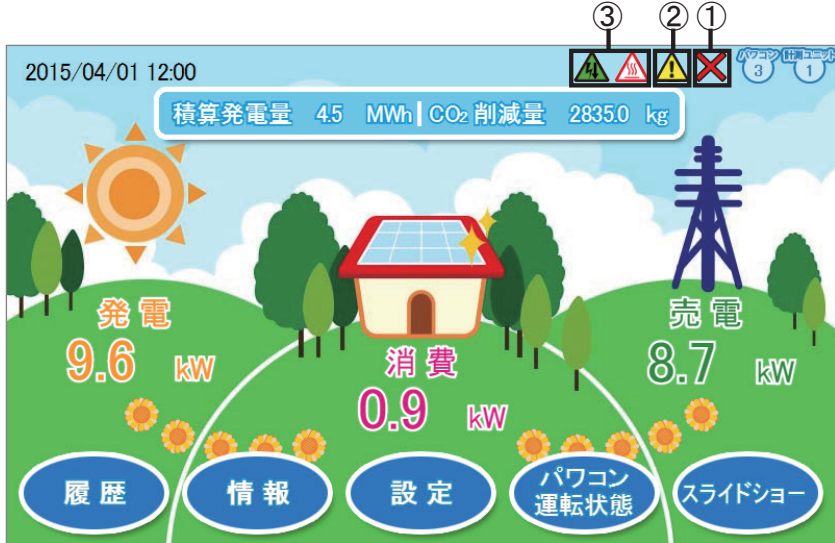 ③ ② ①
2015/04/01 12:00
パワコン 3 計測ユニット 1
積算発電量 4.5 MWh CO2 削減量 2835.0 kg
発電
9.6 kW
消費
0.9 kW
売電
8.7 kW
履歴
情報
設定
パワコン
運転状態
スライドショー